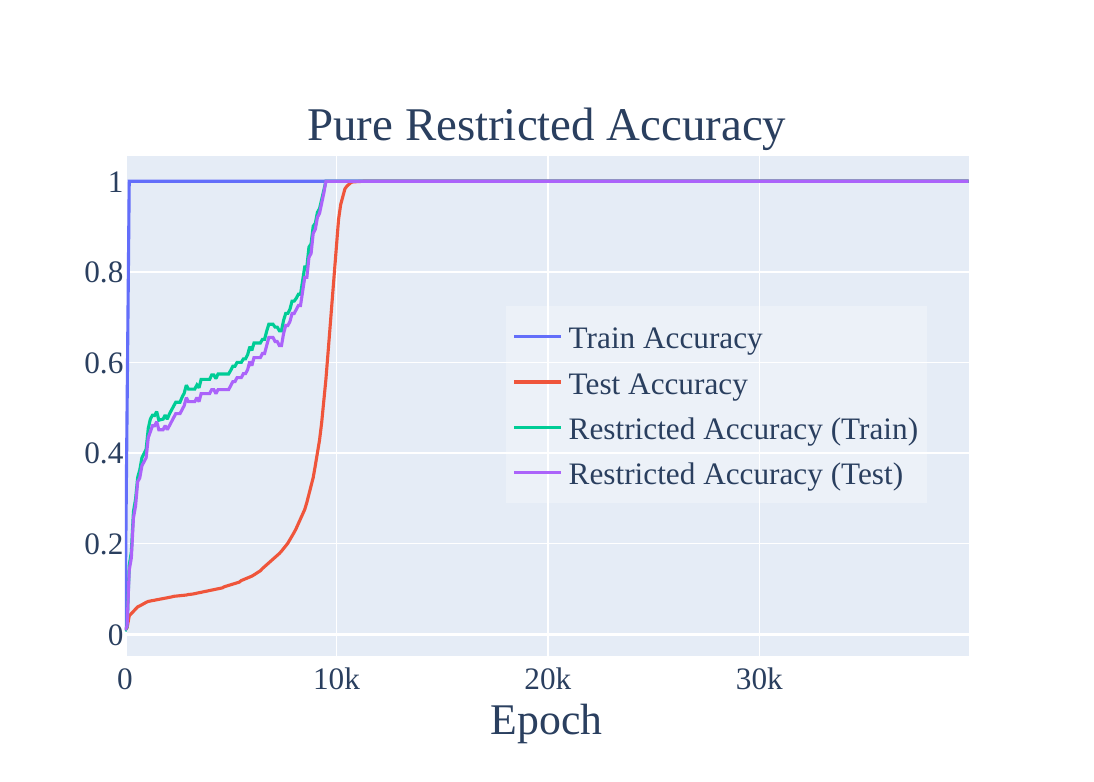 Pure Restricted Accuracy
1
0.8
0.6
0.4
0.2
0
Train Accuracy
Test Accuracy
Restricted Accuracy (Train)
Restricted Accuracy (Test)
0 10k 20k 30k
Epoch